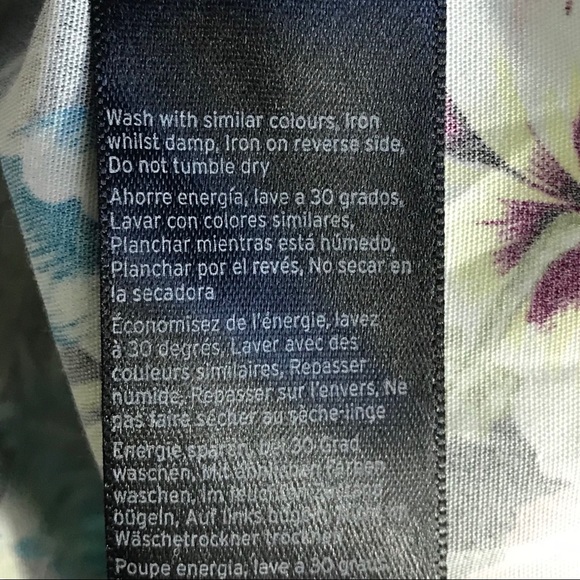 Wash with similar colours, Iron
whilst damp, Iron on reverse side,
Do not tumble dry
Ahorre energía, lave a 30 grados,
Lavar con colores similares,
Planchar mientras está húmedo,
Planchar por el revés, No secar en
la secadora
Économisez de l'énergie, lavez
à 30 degrés, Laver avec des
couleurs similaires, Repasser
humide, Repasser sur l'envers, Ne
pas faire sécher au sèche-linge
Energie sparen, bei 30 Grad
waschen, Mit ähnlichen Farben
waschen, Im feuchten
bügeln, Auf links
Wäschetrockner trocknen
Poupe energia, lave a 30 graus,